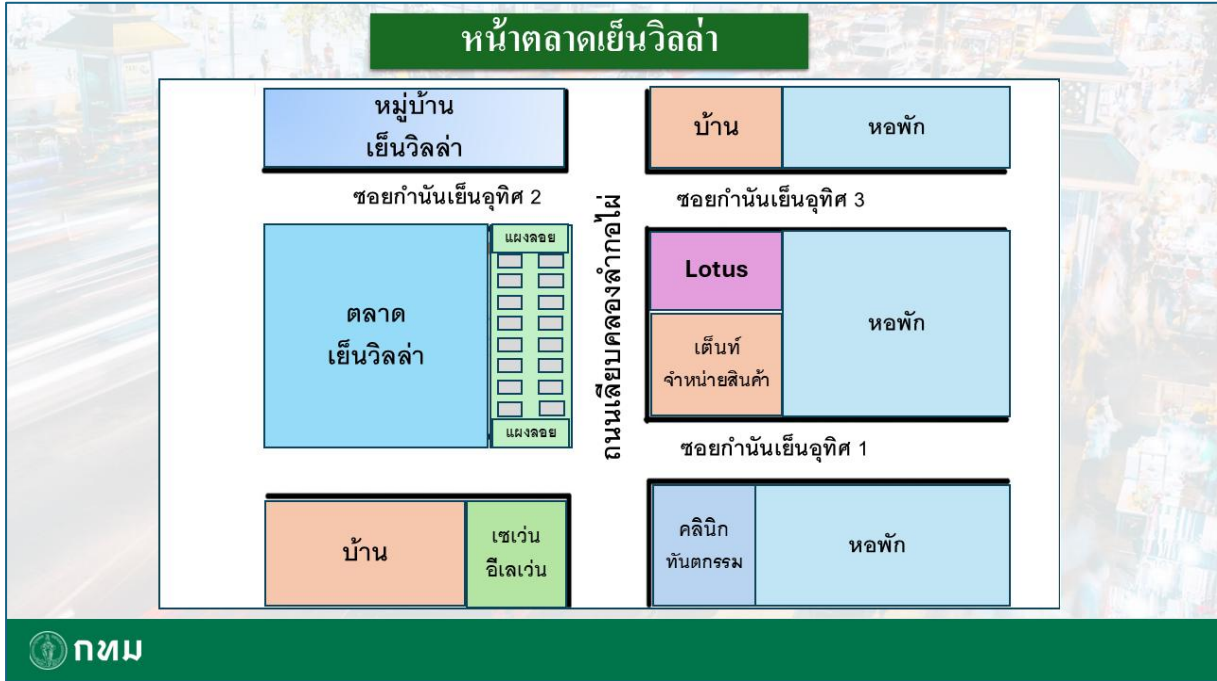 หน้าตลาดเย็นวิลล่า
หมู่บ้าน
เย็นวิลล่า
บ้าน
หอพัก
ซอยกำนันเย็นอุทิศ 2
ซอยกำนันเย็นอุทิศ 3
ถนนเลียบคลองลำกอไผ่
แผงลอย
ตลาด
เย็นวิลล่า
แผงลอย
Lotus
เต็นท์
จำหน่ายสินค้า
หอพัก
ซอยกำนันเย็นอุทิศ 1
บ้าน
เซเว่น
อีเลเว่น
คลินิก
ทันตกรรม
หอพัก
กทม